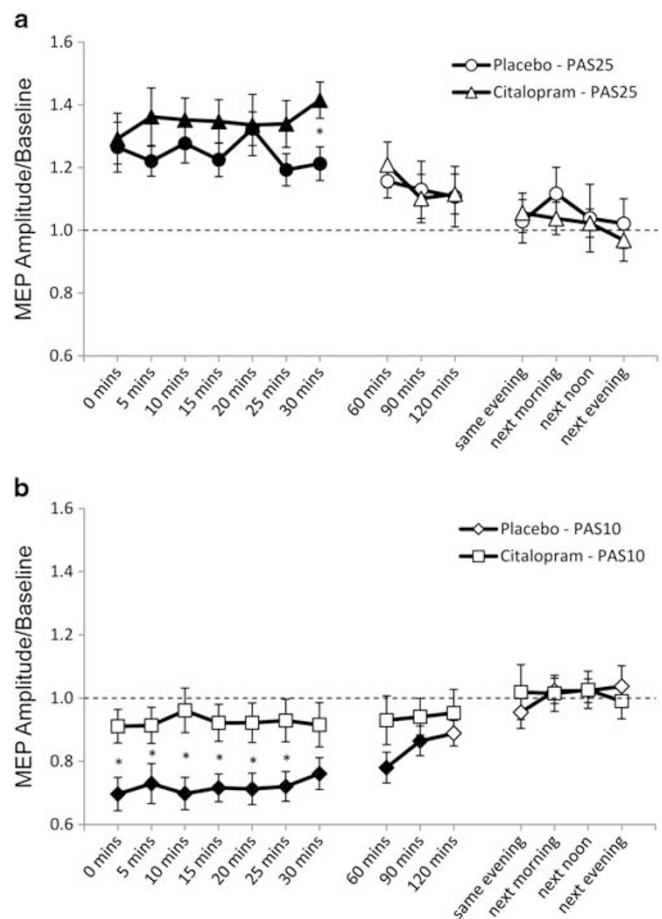 a
1.6
1.4
1.2
1.0
0.8
0.6
MEP Amplitude/Baseline
Placebo - PAS25
Citalopram - PAS25
*
0 mins
5 mins
10 mins
15 mins
20 mins
25 mins
30 mins
60 mins
90 mins
120 mins
same evening
next morning
next noon
next evening
b
1.6
1.4
1.2
1.0
0.8
0.6
MEP Amplitude/Baseline
Placebo - PAS10
Citalopram - PAS10
* * * * * *
0 mins
5 mins
10 mins
15 mins
20 mins
25 mins
30 mins
60 mins
90 mins
120 mins
same evening
next morning
next noon
next evening